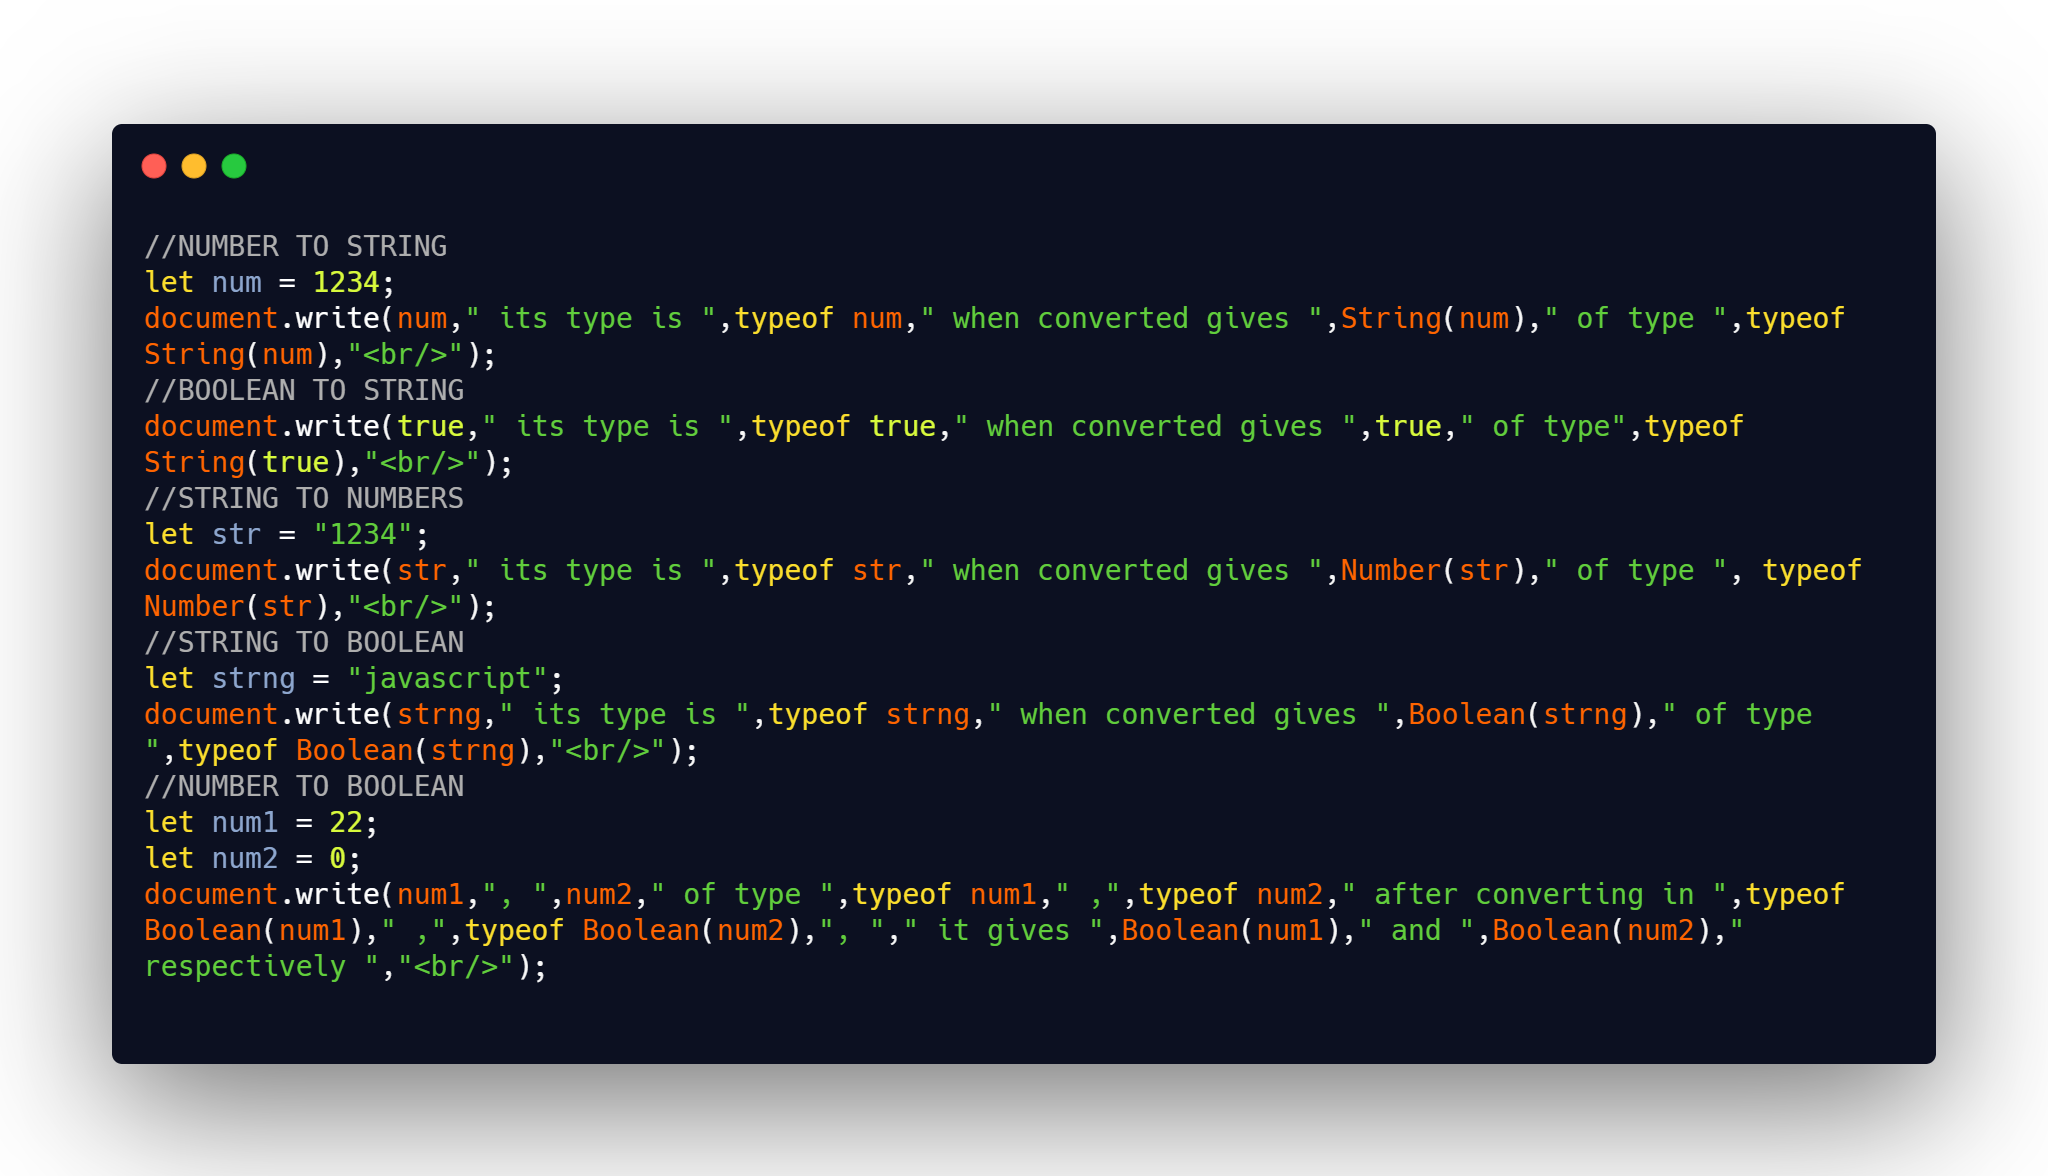 //NUMBER TO STRING
let num = 1234;
document.write(num," its type is ",typeof num," when converted gives ",String(num)," of type ",typeof
String(num),"<br/>");
//BOOLEAN TO STRING
document.write(true," its type is ",typeof true," when converted gives ",true," of type",typeof
String(true),"<br/>");
//STRING TO NUMBERS
let str = "1234";
document.write(str," its type is ",typeof str," when converted gives ",Number(str)," of type ", typeof
Number(str),"<br/>");
//STRING TO BOOLEAN
let strng = "javascript";
document.write(strng," its type is ",typeof strng," when converted gives ",Boolean(strng)," of type
",typeof Boolean(strng),"<br/>");
//NUMBER TO BOOLEAN
let num1 = 22;
let num2 = 0;
document.write(num1,", ",num2," of type ",typeof num1," ,",typeof num2," after converting in ",typeof
Boolean(num1)," ,",typeof Boolean(num2),", "," it gives ",Boolean(num1)," and ",Boolean(num2),"
respectively ","<br/>");